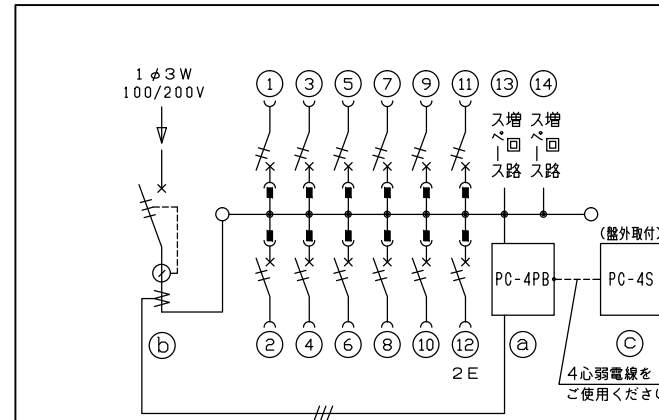 1φ3W
100/200V
① ③ ⑤ ⑦ ⑨ ⑪ ⑬ ⑭
増回路
スペース
増回路
スペース
(盤外取付)
PC-4PB
PC-4S
ⓑ
② ④ ⑥ ⑧ ⑩ ⑫ ⓐ ⓒ
2E
4心弱電線を
ご使用ください